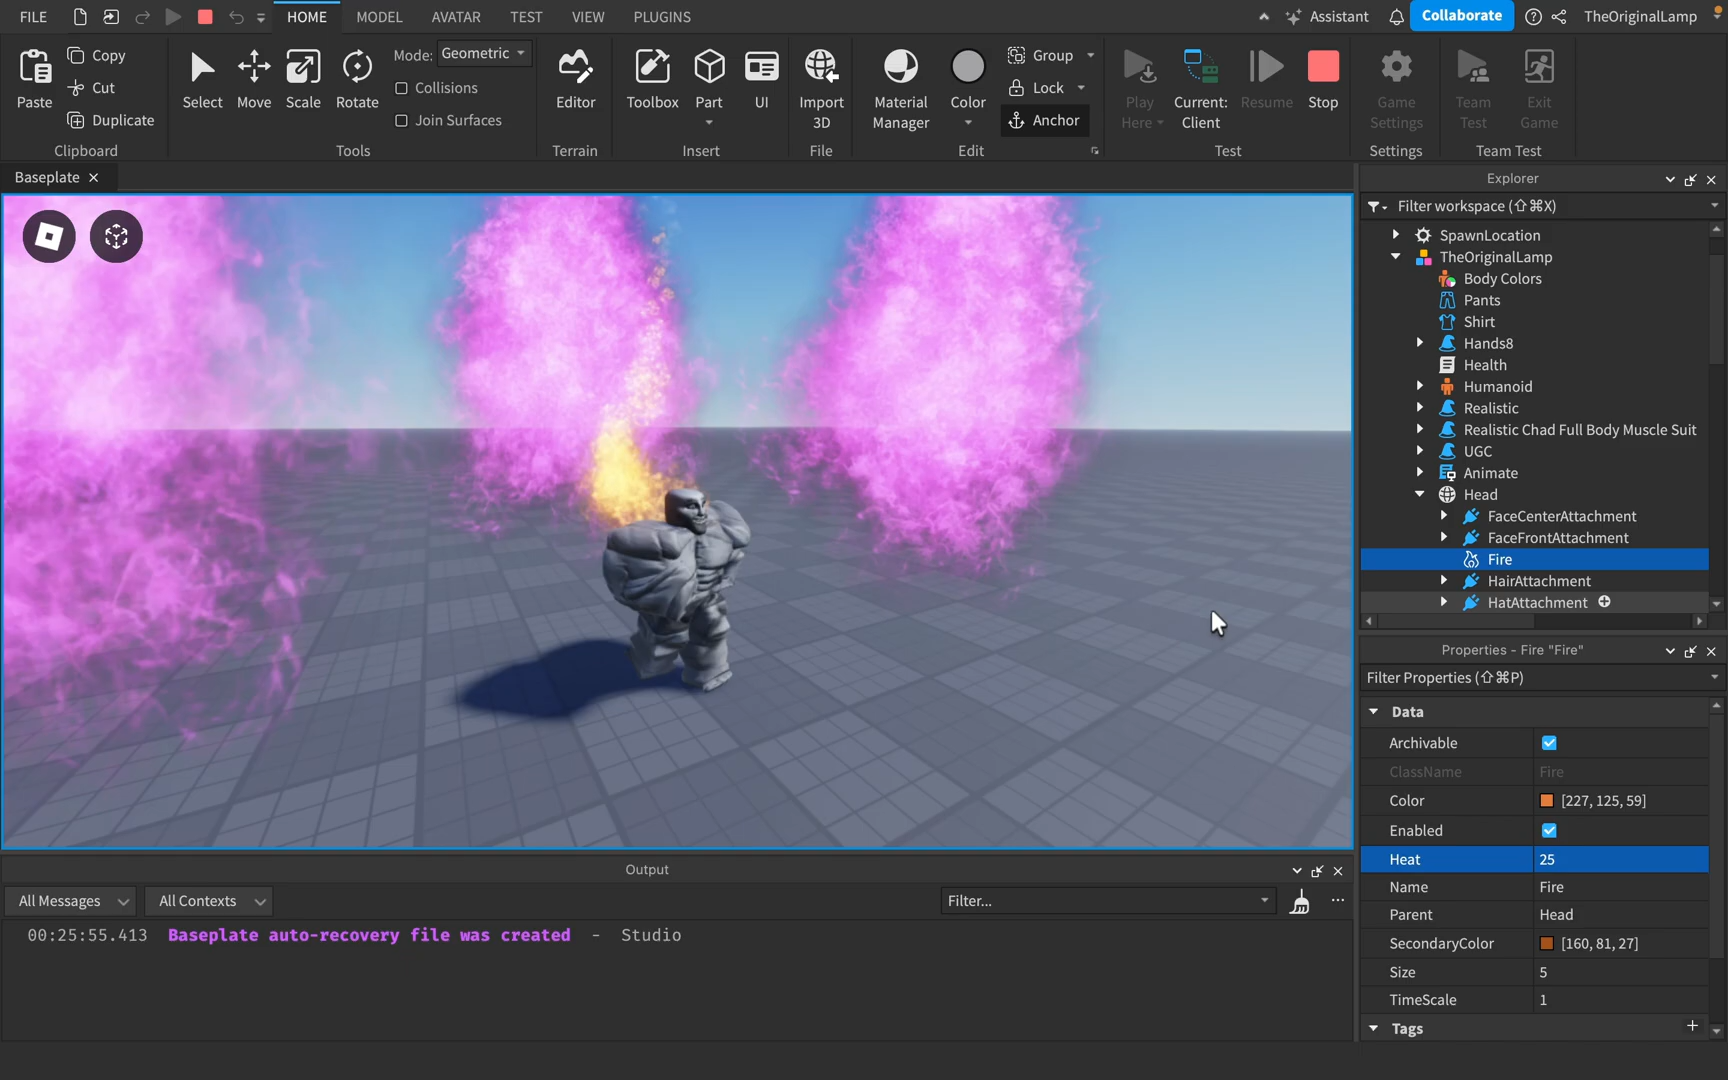 FILE HOME MODEL AVATAR TEST VIEW PLUGINS Assistant Collaborate TheOriginalLamp
Paste Copy Cut Duplicate Clipboard
Select Move Scale Rotate Mode: Geometric Collisions Join Surfaces Tools
Editor Terrain
Toolbox Part UI Insert
Import 3D File
Material Manager Color Group Lock Anchor Edit
Play Here Current: Client Resume Stop Test
Game Settings Settings
Team Test Exit Game Team Test
Baseplate
Explorer
Filter workspace (⇧⌘X)
SpawnLocation
TheOriginalLamp
Body Colors
Pants
Shirt
Hands8
Health
Humanoid
Realistic
Realistic Chad Full Body Muscle Suit
UGC
Animate
Head
FaceCenterAttachment
FaceFrontAttachment
Fire
HairAttachment
HatAttachment
Properties - Fire "Fire"
Filter Properties (⇧⌘P)
Data
Archivable
ClassName Fire
Color [227, 125, 59]
Enabled
Heat 25
Name Fire
Parent Head
SecondaryColor [160, 81, 27]
Size 5
TimeScale 1
Tags
Output
All Messages All Contexts Filter...
00:25:55.413 Baseplate auto-recovery file was created - Studio